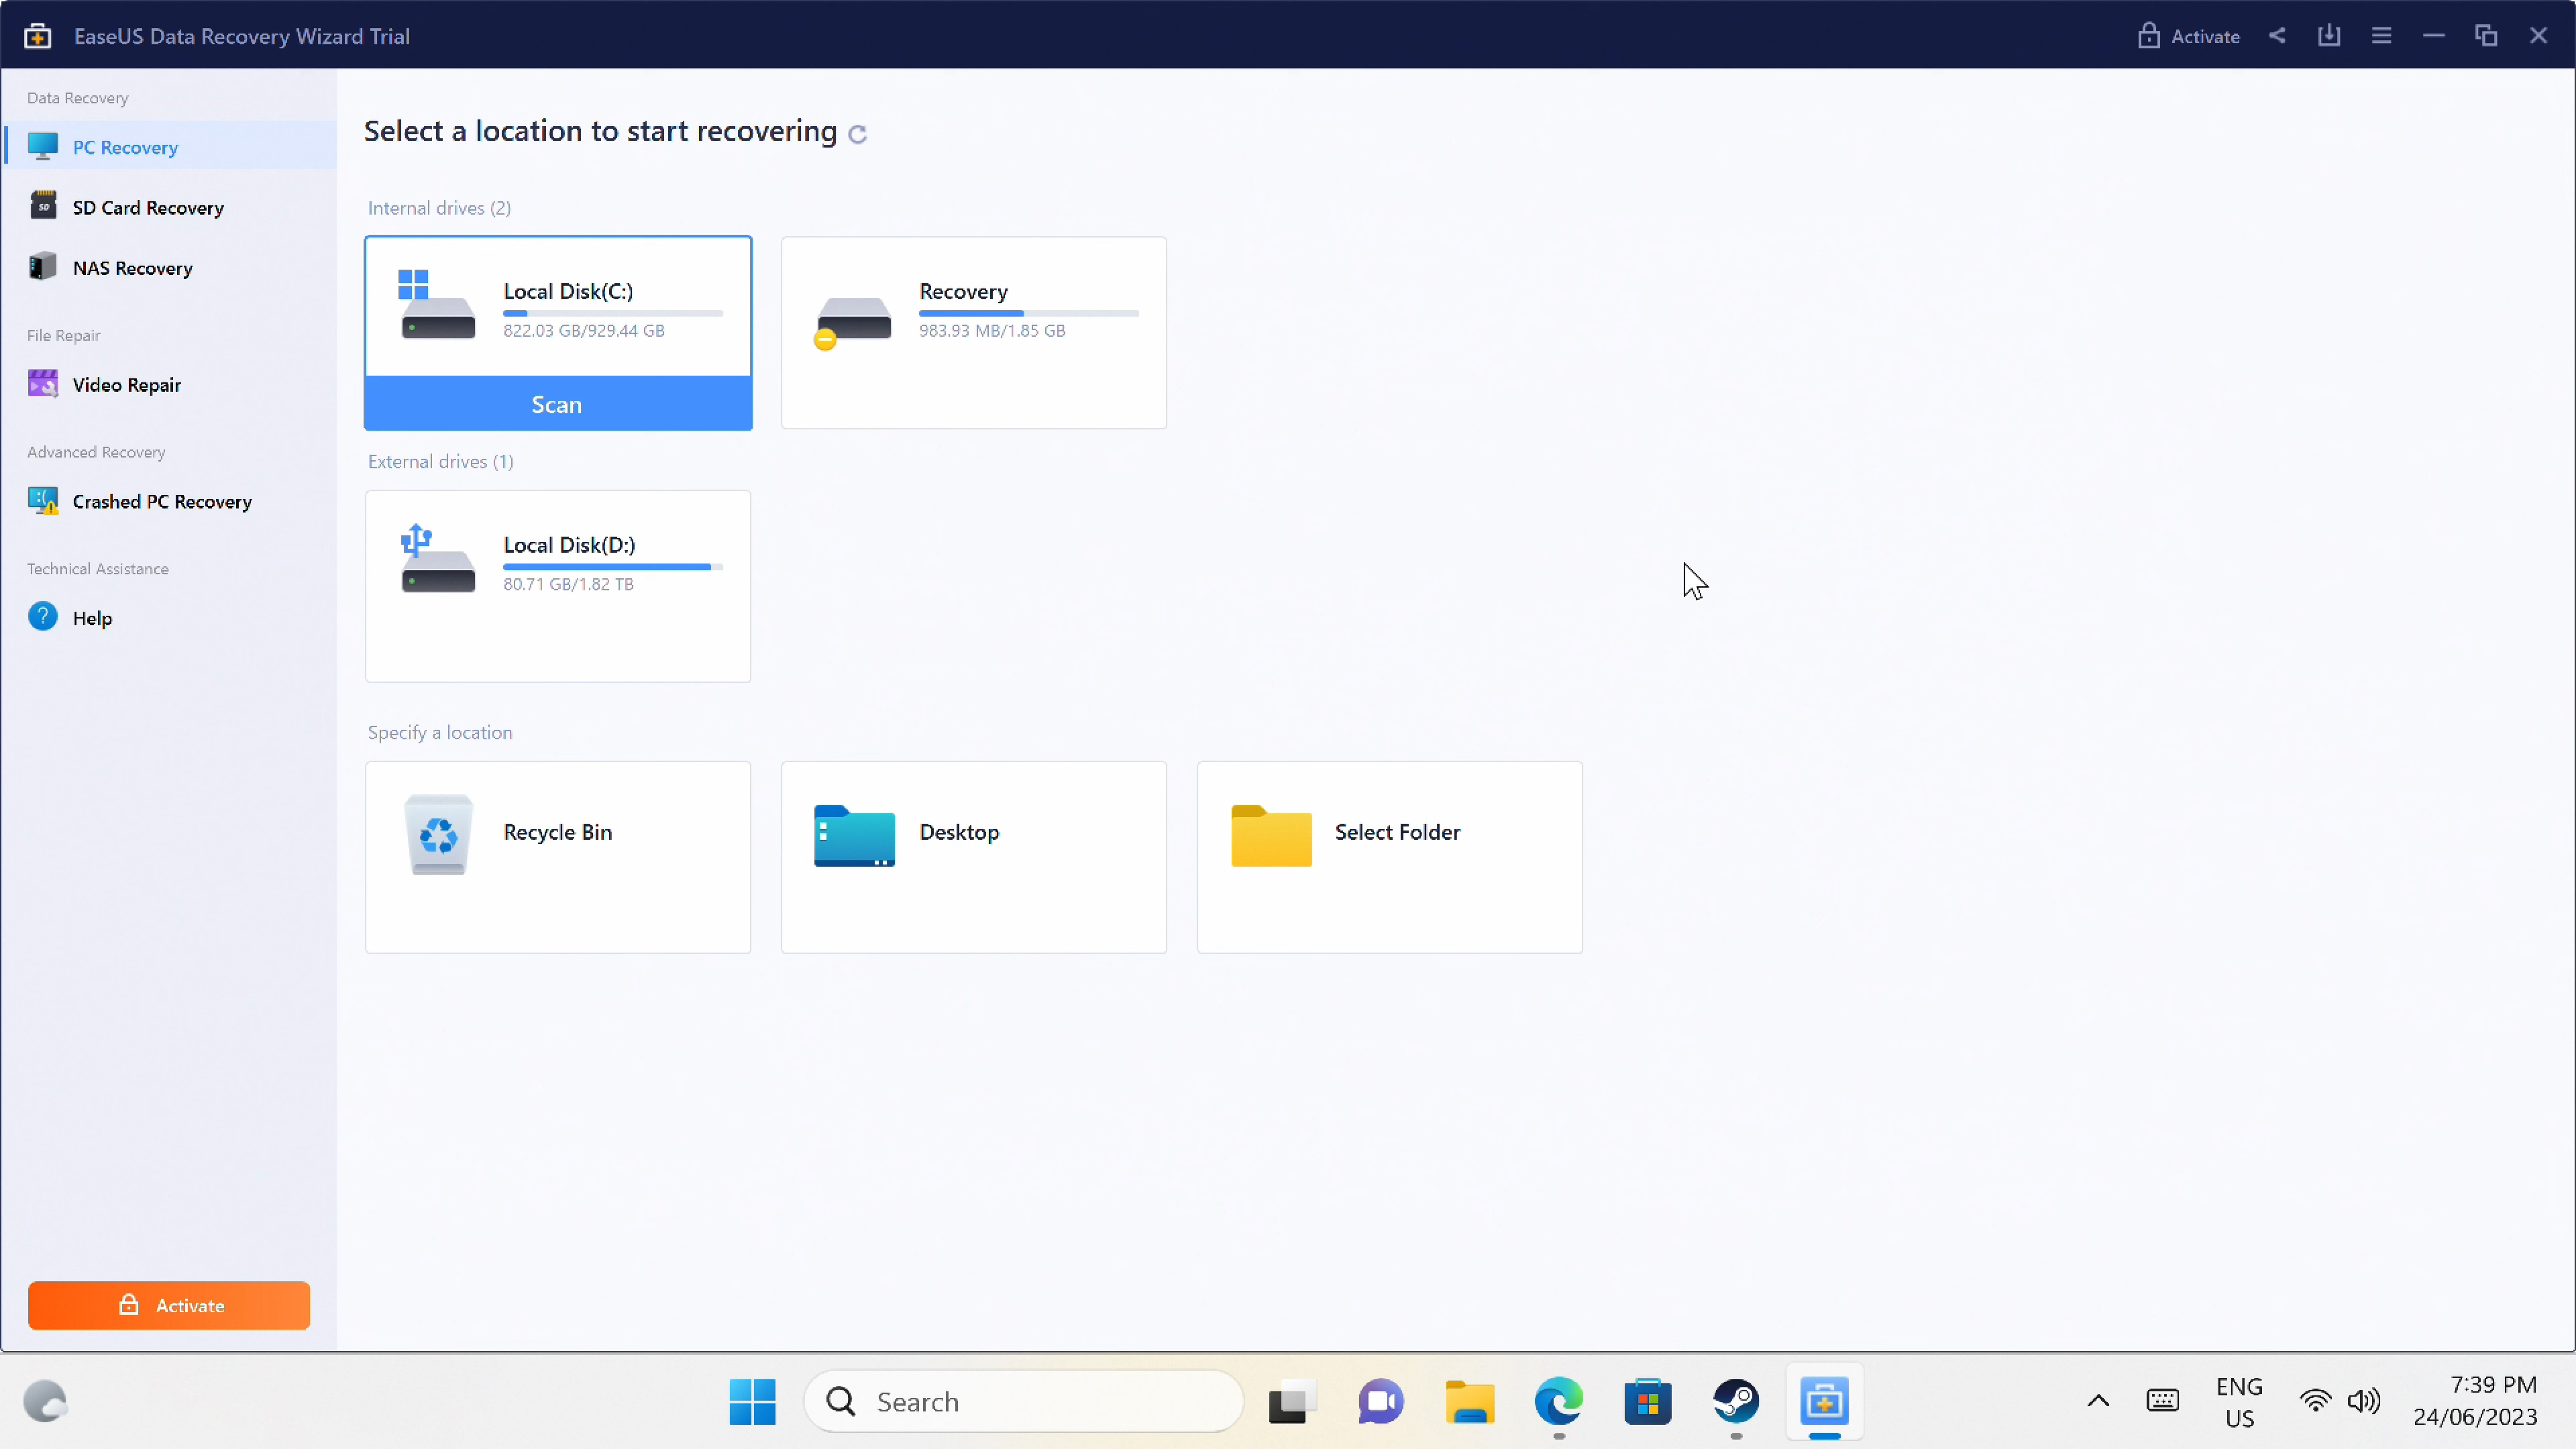 EaseUS Data Recovery Wizard Trial
Activate
Data Recovery
PC Recovery
SD
SD Card Recovery
NAS Recovery
File Repair
Video Repair
Advanced Recovery
Crashed PC Recovery
Technical Assistance
?
Help
Activate
Select a location to start recovering
Internal drives (2)
Local Disk(C:)
822.03 GB/929.44 GB
Scan
Recovery
983.93 MB/1.85 GB
External drives (1)
Local Disk(D:)
80.71 GB/1.82 TB
Specify a location
Recycle Bin
Desktop
Select Folder
Search
ENG
US
7:39 PM
24/06/2023